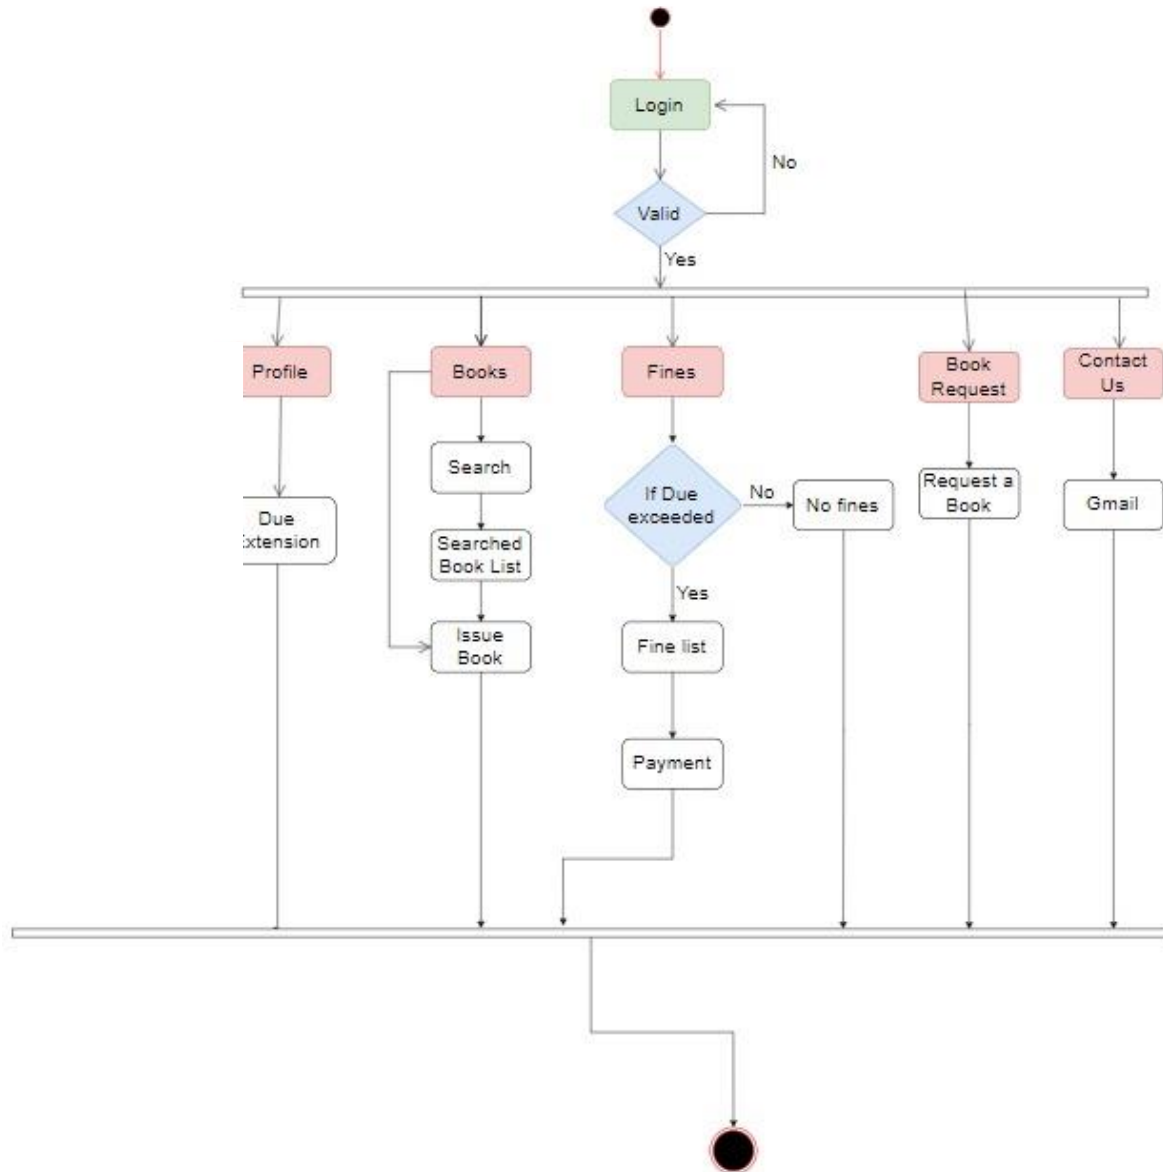 Login
No
Valid
Yes
Profile
Books
Fines
Book
Request
Contact
Us
Search
If Due
exceeded
No
No fines
Request a
Book
Gmail
Due
Extension
Searched
Book List
Yes
Issue
Book
Fine list
Payment